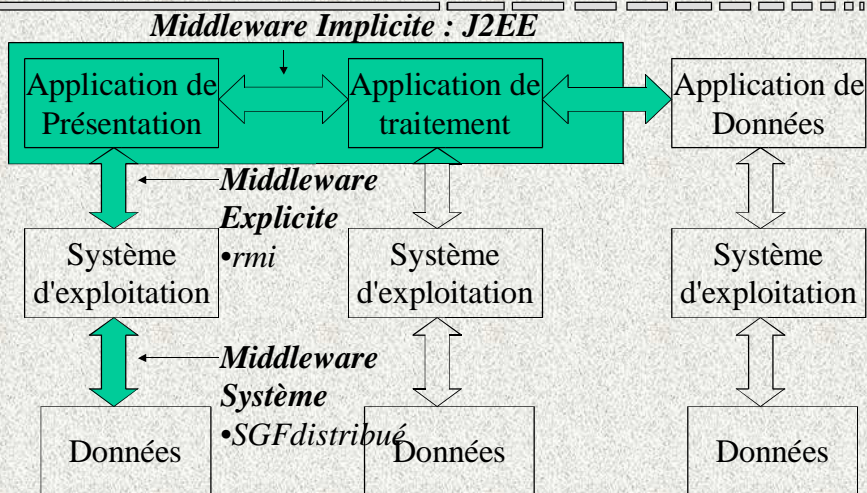 Middleware Implicite : J2EE
Application de
Présentation
Application de
traitement
Application de
Données
Middleware
Explicite
•rmi
Système
d'exploitation
Système
d'exploitation
Système
d'exploitation
Middleware
Système
•SGFdistribué
Données
Données
Données